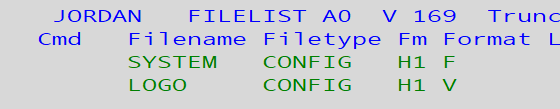 JORDAN FILELIST A0 V 169 Trunc
Cmd Filename Filetype Fm Format L
SYSTEM CONFIG H1 F
LOGO CONFIG H1 V